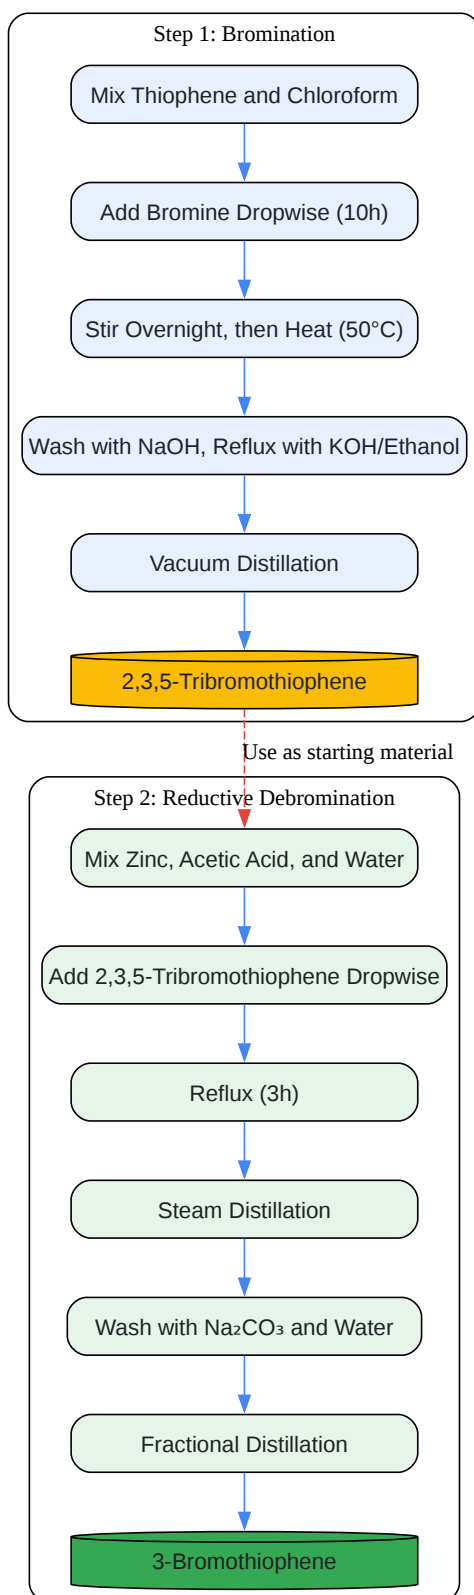 Step 1: Bromination
Mix Thiophene and Chloroform
Add Bromine Dropwise (10h)
Stir Overnight, then Heat (50°C)
Wash with NaOH, Reflux with KOH/Ethanol
Vacuum Distillation
2,3,5-Tribromothiophene
Use as starting material
Step 2: Reductive Debromination
Mix Zinc, Acetic Acid, and Water
Add 2,3,5-Tribromothiophene Dropwise
Reflux (3h)
Steam Distillation
Wash with Na₂CO₃ and Water
Fractional Distillation
3-Bromothiophene